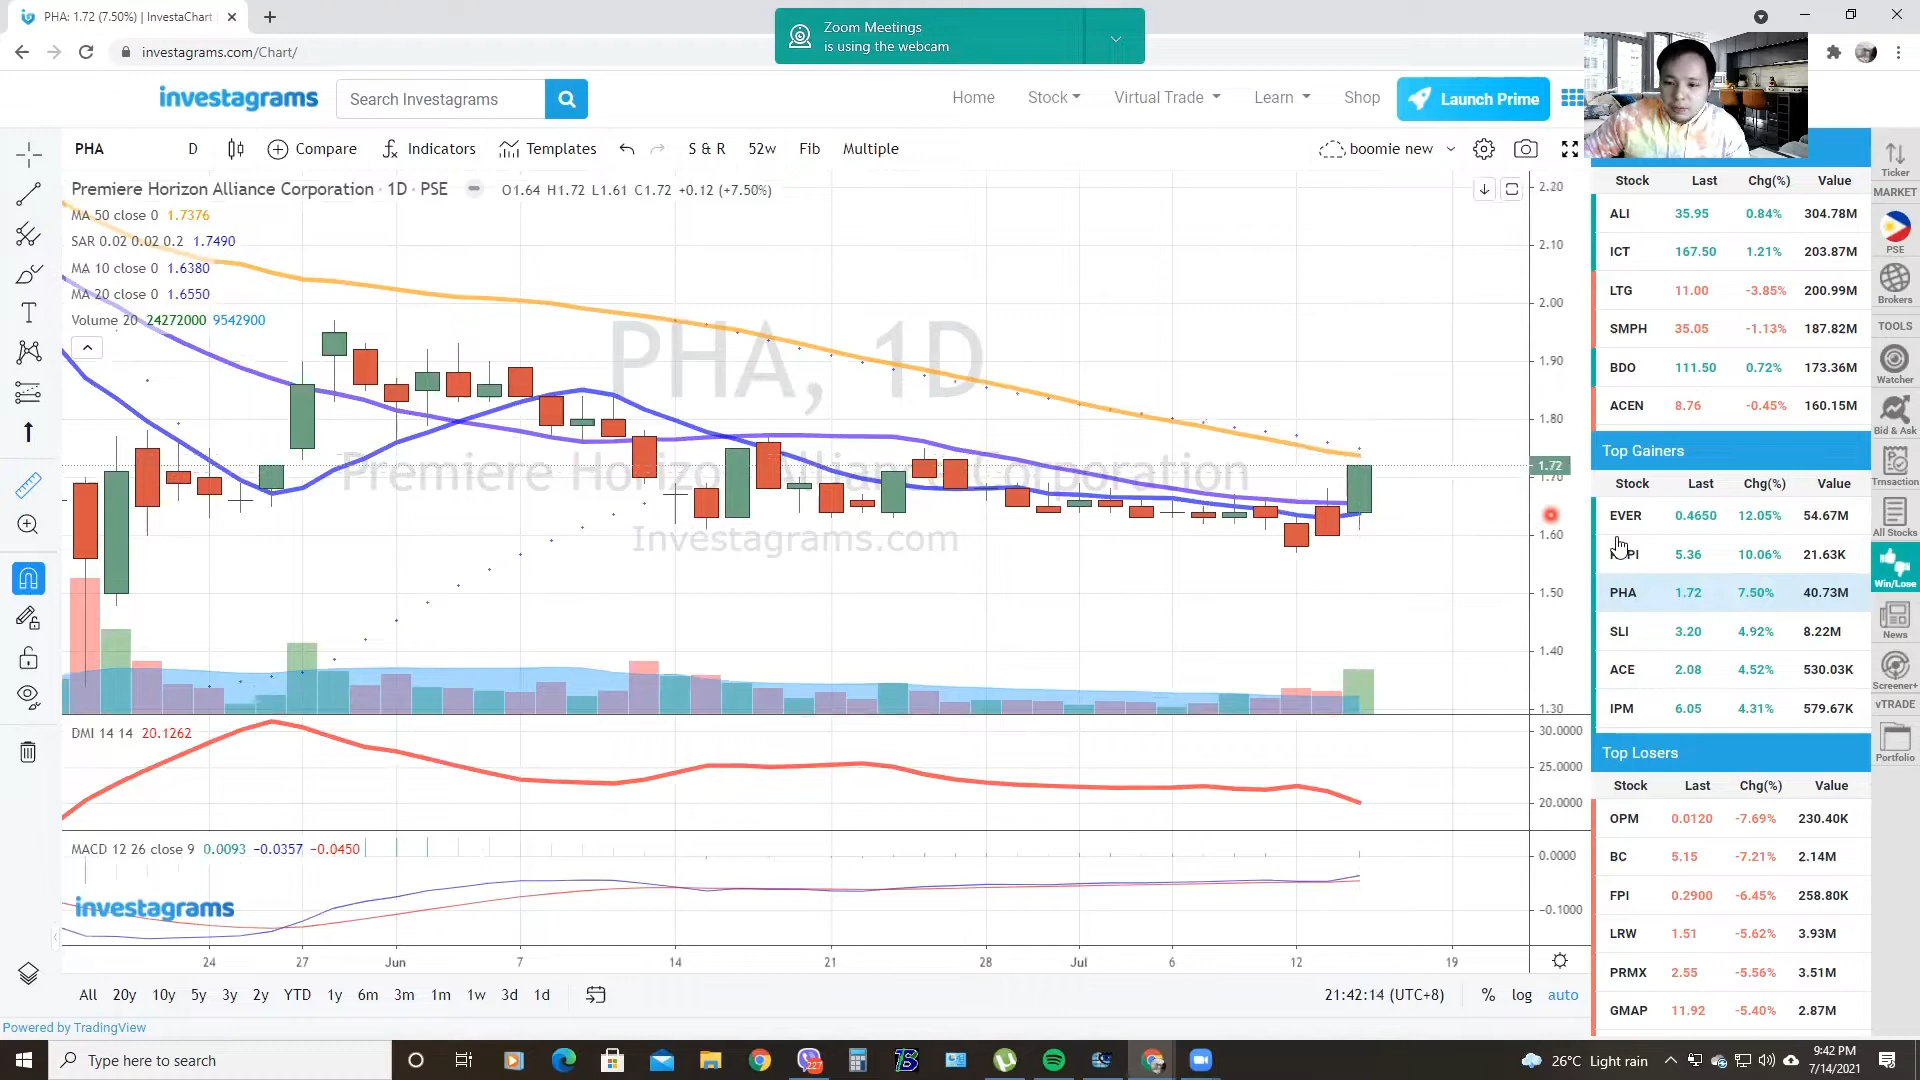 PHA: 1.72 (7.50%) | InvestaChart
Zoom Meetings
is using the webcam
investagrams.com/Chart/
investagrams
Search Investagrams
Home
Stock
Virtual Trade
Learn
Shop
Launch Prime
PHA
D
Compare
Indicators
Templates
S & R
52w
Fib
Multiple
boomie new
Premiere Horizon Alliance Corporation · 1D · PSE
O1.64 H1.72 L1.61 C1.72 +0.12 (+7.50%)
MA 50 close 0 1.7376
SAR 0.02 0.02 0.2 1.7490
MA 10 close 0 1.6380
MA 20 close 0 1.6550
Volume 20 24272000 9542900
PHA, 1D
Premiere Horizon Alliance Corporation
Investagrams.com
2.20
2.10
2.00
1.90
1.80
1.72
1.70
1.60
1.50
1.40
1.30
DMI 14 14 20.1262
30.0000
25.0000
20.0000
MACD 12 26 close 9 0.0093 −0.0357 −0.0450
0.0000
−0.1000
investagrams
24 27 Jun 7 14 21 28 Jul 6 12 19
All 20y 10y 5y 3y 2y YTD 1y 6m 3m 1m 1w 3d 1d
21:42:14 (UTC+8)
% log auto
Powered by TradingView
Stock Last Chg(%) Value
ALI 35.95 0.84% 304.78M
ICT 167.50 1.21% 203.87M
LTG 11.00 -3.85% 200.99M
SMPH 35.05 -1.13% 187.82M
BDO 111.50 0.72% 173.36M
ACEN 8.76 -0.45% 160.15M
Top Gainers
Stock Last Chg(%) Value
EVER 0.4650 12.05% 54.67M
5.36 10.06% 21.63K
PHA 1.72 7.50% 40.73M
SLI 3.20 4.92% 8.22M
ACE 2.08 4.52% 530.03K
IPM 6.05 4.31% 579.67K
Top Losers
Stock Last Chg(%) Value
OPM 0.0120 -7.69% 230.40K
BC 5.15 -7.21% 2.14M
FPI 0.2900 -6.45% 258.80K
LRW 1.51 -5.62% 3.93M
PRMX 2.55 -5.56% 3.51M
GMAP 11.92 -5.40% 2.87M
Ticker
MARKET
PSE
Brokers
TOOLS
Watcher
Bid & Ask
Trnsaction
All Stocks
Win/Lose
News
Screener+
vTRADE
Portfolio
Type here to search
227
26°C Light rain
9:42 PM
7/14/2021